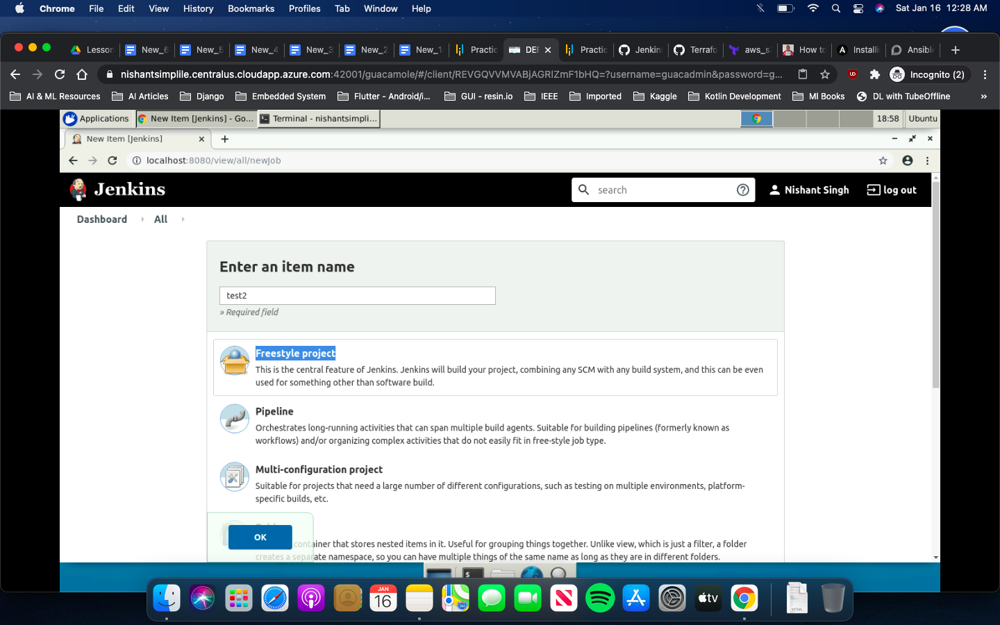 Chrome File Edit View History Bookmarks Profiles Tab Window Help Sat Jan 16 12:28 AM
Lesson New_6 New_5 New_4 New_3 New_2 New_1 Practic DEF Practic Jenkins Terrafo aws_s How to Installi Ansible
nishantsimplile.centralus.cloudapp.azure.com:42001/guacamole/#/client/REVGQVVMVABjAGRlZmF1bHQ=?username=guacadmin&password=g... Incognito (2)
AI & ML Resources AI Articles Django Embedded System Flutter - Android/i... GUI - resin.io IEEE Imported Kaggle Kotlin Development Ml Books DL with TubeOffline »
Applications New Item [Jenkins] - Go... Terminal - nishantsimpli... 18:58 Ubuntu
New Item [Jenkins]
localhost:8080/view/all/newJob
Jenkins search Nishant Singh log out
Dashboard All
Enter an item name
test2
» Required field
Freestyle project
This is the central feature of Jenkins. Jenkins will build your project, combining any SCM with any build system, and this can be even
used for something other than software build.
Pipeline
Orchestrates long-running activities that can span multiple build agents. Suitable for building pipelines (formerly known as
workflows) and/or organizing complex activities that do not easily fit in free-style job type.
Multi-configuration project
Suitable for projects that need a large number of different configurations, such as testing on multiple environments, platform-
specific builds, etc.
OK
container that stores nested items in it. Useful for grouping things together. Unlike view, which is just a filter, a folder
creates a separate namespace, so you can have multiple things of the same name as long as they are in different folders.
JAN
16
tv
HTML